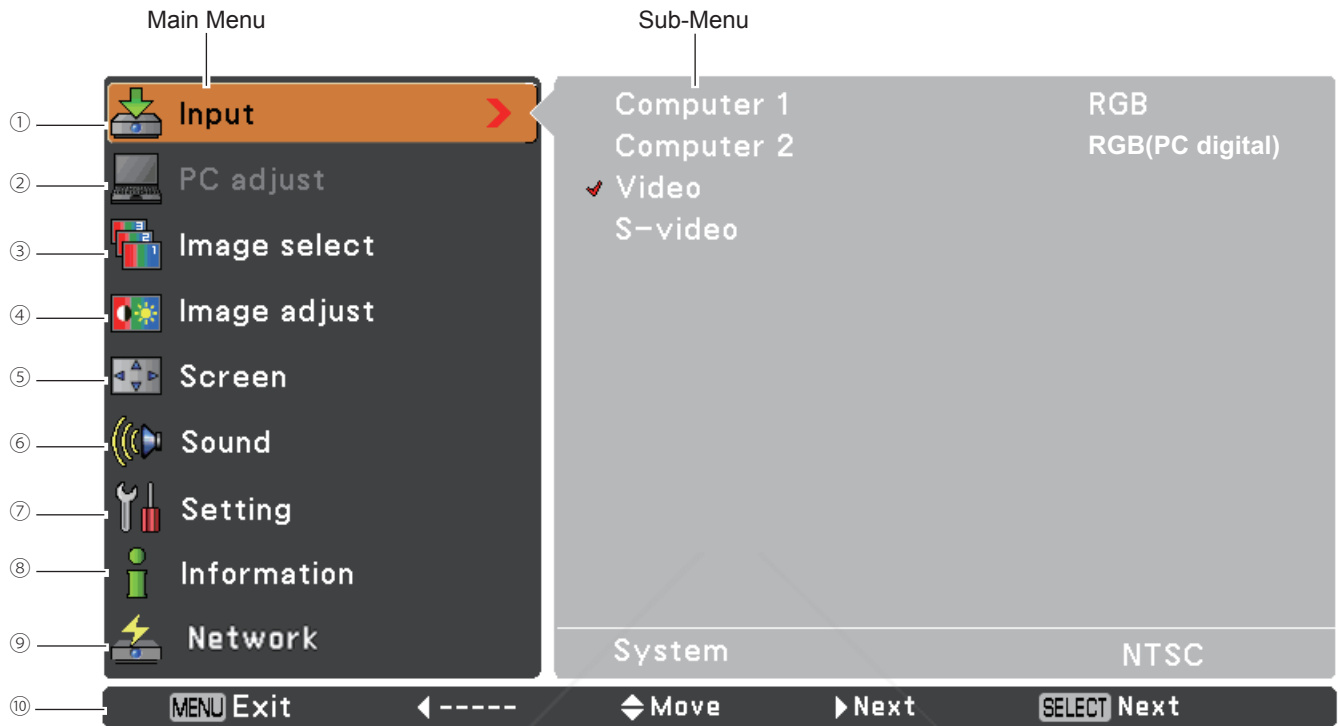 Main Menu Sub-Menu
① Input Computer 1 RGB
Computer 2 RGB(PC digital)
② PC adjust Video
S-video
③ Image select
④ Image adjust
⑤ Screen
⑥ Sound
⑦ Setting
⑧ Information
⑨ Network System NTSC
⑩ MENU Exit ----- Move Next SELECT Next